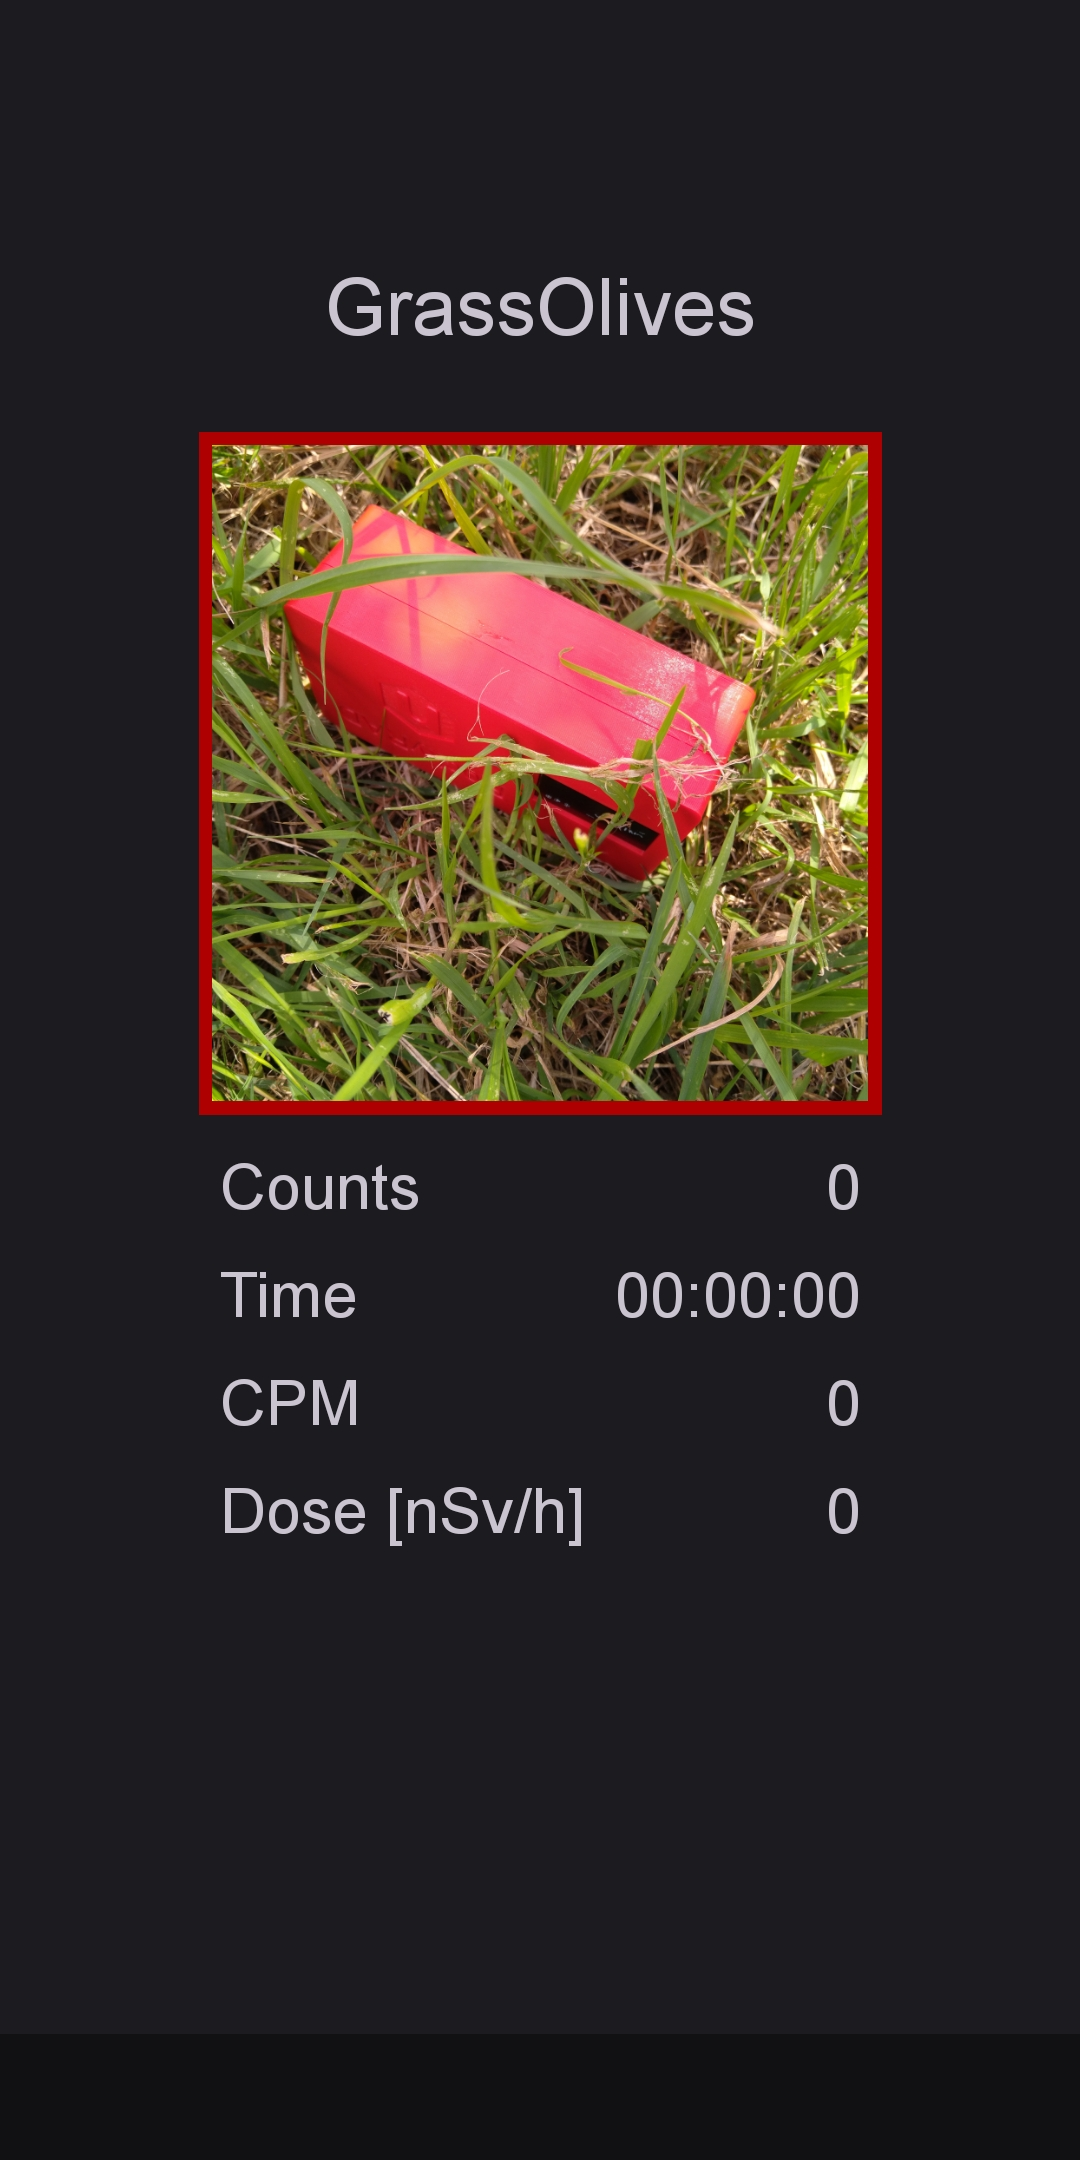 GrassOlives
Counts 0
Time 00:00:00
CPM 0
Dose [nSv/h] 0